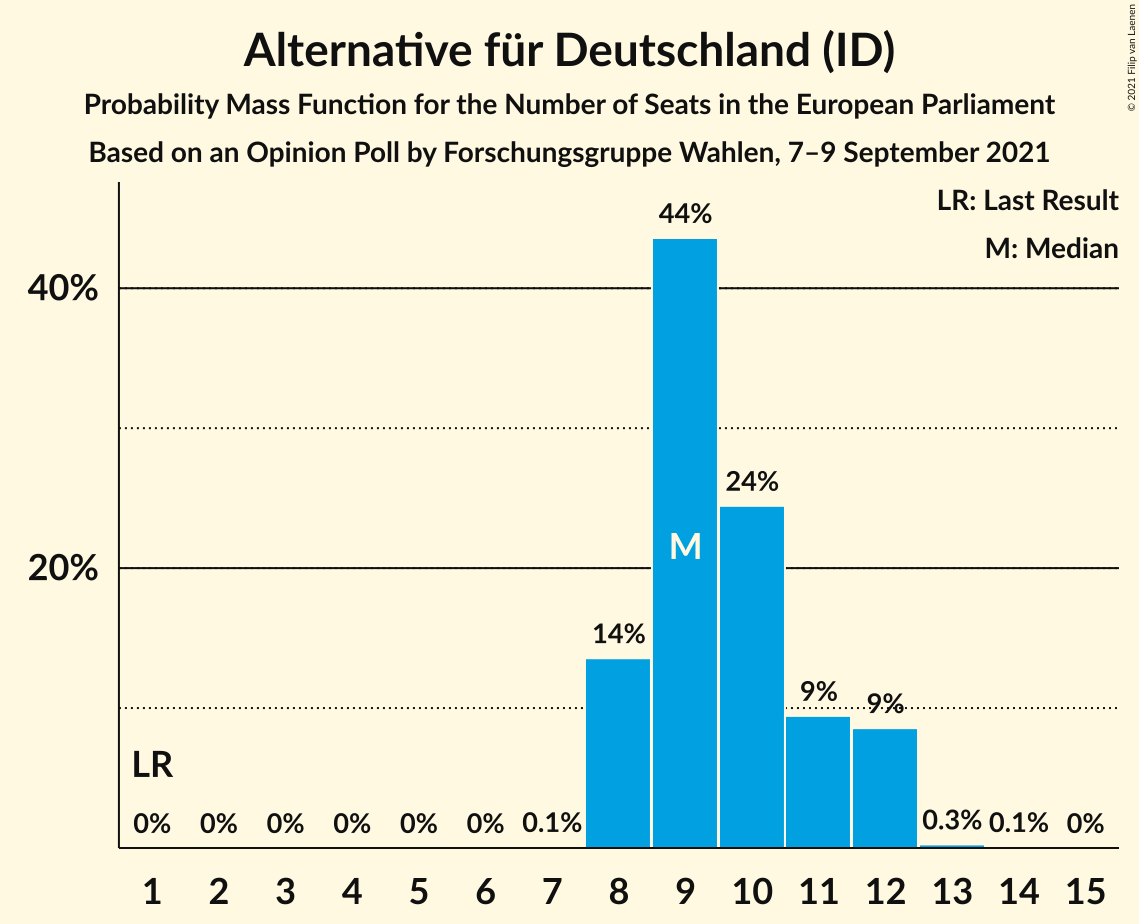 Alternative für Deutschland (ID)
Probability Mass Function for the Number of Seats in the European Parliament
Based on an Opinion Poll by Forschungsgruppe Wahlen, 7–9 September 2021
© 2021 Filip van Laenen
LR: Last Result
M: Median
44%
40%
24%
M
20%
14%
9%
9%
LR
0% 0% 0% 0% 0% 0% 0.1% 0.3% 0.1% 0%
1 2 3 4 5 6 7 8 9 10 11 12 13 14 15